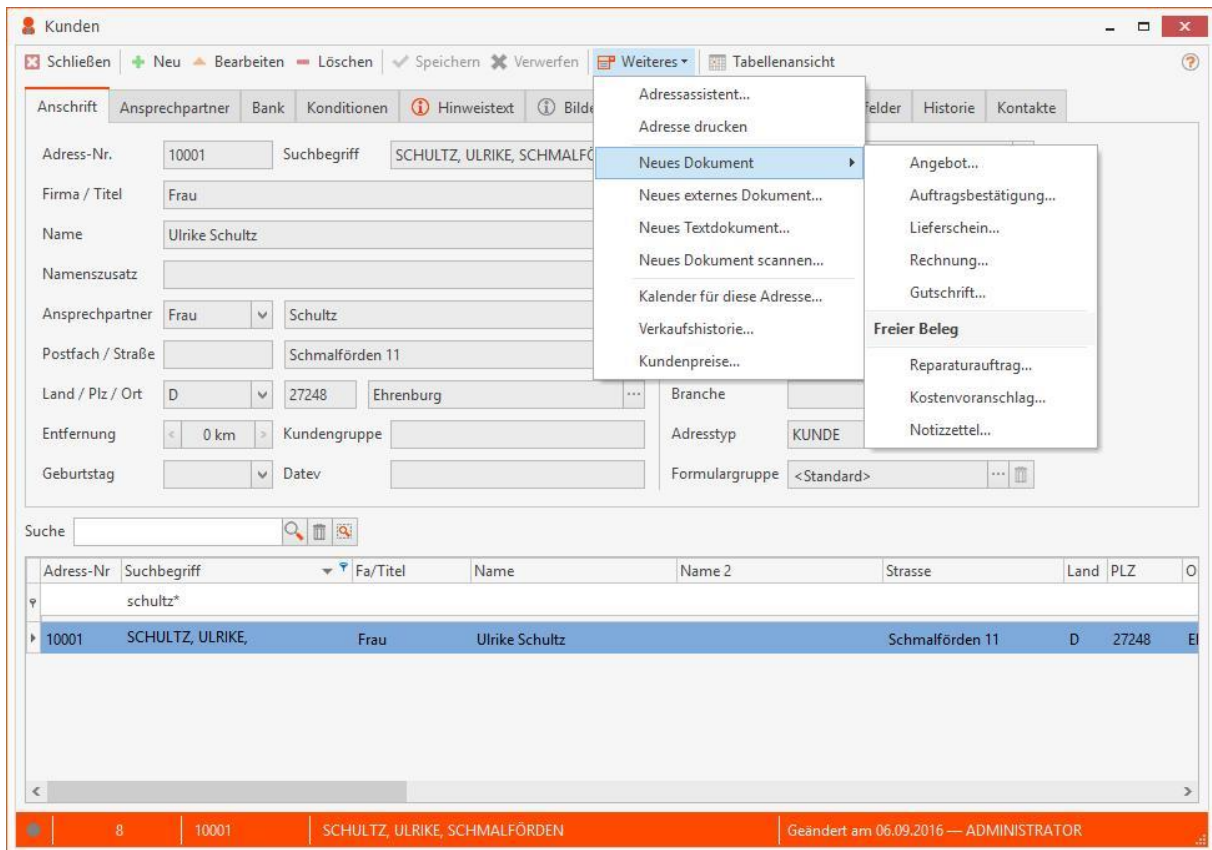 Kunden
Schließen Neu Bearbeiten Löschen Speichern Verwerfen Weiteres Tabellenansicht
Anschrift Ansprechpartner Bank Konditionen Hinweistext Bilde felder Historie Kontakte
Adressassistent...
Adresse drucken
Neues Dokument
Neues externes Dokument...
Neues Textdokument...
Neues Dokument scannen...
Kalender für diese Adresse...
Verkaufshistorie...
Kundenpreise...
Angebot...
Auftragsbestätigung...
Lieferschein...
Rechnung...
Gutschrift...
Freier Beleg
Reparaturauftrag...
Kostenvoranschlag...
Notizzettel...
Adress-Nr. 10001 Suchbegriff SCHULTZ, ULRIKE, SCHMALFÖ
Firma / Titel Frau
Name Ulrike Schultz
Namenszusatz
Ansprechpartner Frau Schultz
Postfach / Straße Schmalförden 11
Land / Plz / Ort D 27248 Ehrenburg ... Branche
Entfernung < 0 km > Kundengruppe Adresstyp KUNDE
Geburtstag Datev Formulargruppe <Standard> ...
Suche
Adress-Nr Suchbegriff Fa/Titel Name Name 2 Strasse Land PLZ O
schultz*
10001 SCHULTZ, ULRIKE, Frau Ulrike Schultz Schmalförden 11 D 27248 El
8 10001 SCHULTZ, ULRIKE, SCHMALFÖRDEN Geändert am 06.09.2016 — ADMINISTRATOR